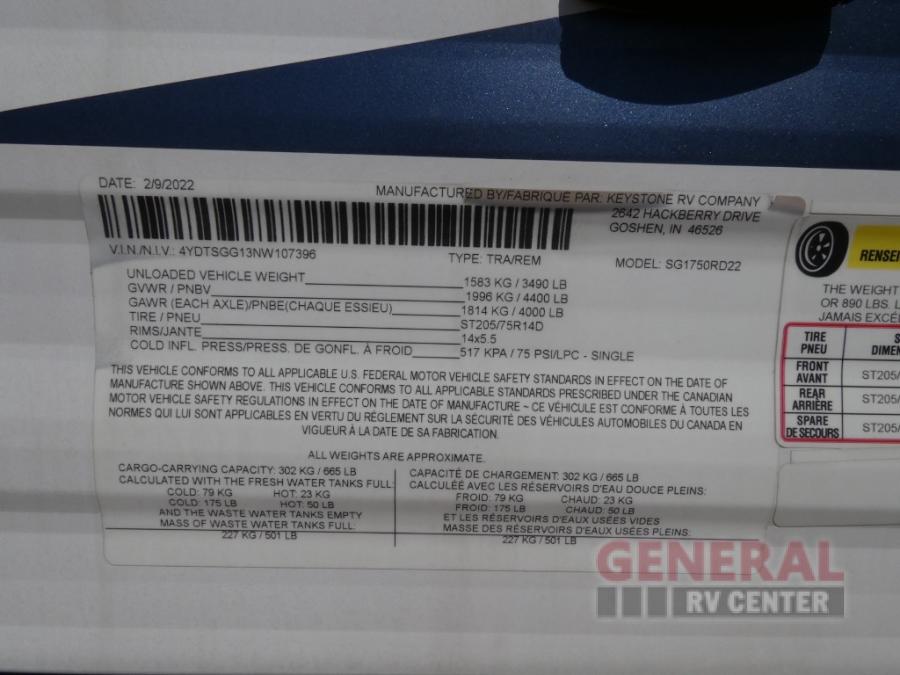 DATE: 2/9/2022
MANUFACTURED BY/FABRIQUE PAR. KEYSTONE RV COMPANY
2642 HACKBERRY DRIVE
GOSHEN, IN 46526
V.I.N./N.I.V.: 4YDTSGG13NW107396
TYPE: TRA/REM
MODEL: SG1750RD22
UNLOADED VEHICLE WEIGHT 1583 KG / 3490 LB
GVWR / PNBV 1996 KG / 4400 LB
GAWR (EACH AXLE)/PNBE(CHAQUE ESSIEU) 1814 KG / 4000 LB
TIRE / PNEU ST205/75R14D
RIMS/JANTE 14x5.5
COLD INFL. PRESS/PRESS. DE GONFL. À FROID 517 KPA / 75 PSI/LPC - SINGLE
THIS VEHICLE CONFORMS TO ALL APPLICABLE U.S. FEDERAL MOTOR VEHICLE SAFETY STANDARDS IN EFFECT ON THE DATE OF
MANUFACTURE SHOWN ABOVE. THIS VEHICLE CONFORMS TO ALL APPLICABLE STANDARDS PRESCRIBED UNDER THE CANADIAN
MOTOR VEHICLE SAFETY REGULATIONS IN EFFECT ON THE DATE OF MANUFACTURE ~ CE VÉHICULE EST CONFORME À TOUTES LES
NORMES QUI LUI SONT APPLICABLES EN VERTU DU RÉGLEMENT SUR LA SÉCURITÉ DES VÉHICULES AUTOMOBILES DU CANADA EN
VIGUEUR À LA DATE DE SA FABRICATION.
ALL WEIGHTS ARE APPROXIMATE.
CARGO-CARRYING CAPACITY: 302 KG / 665 LB
CALCULATED WITH THE FRESH WATER TANKS FULL:
COLD: 79 KG HOT: 23 KG
COLD: 175 LB HOT: 50 LB
AND THE WASTE WATER TANKS EMPTY
MASS OF WASTE WATER TANKS FULL:
227 KG / 501 LB
CAPACITÉ DE CHARGEMENT: 302 KG / 665 LB
CALCULÉE AVEC LES RÉSERVOIRS D'EAU DOUCE PLEINS:
FROID: 79 KG CHAUD: 23 KG
FROID: 175 LB CHAUD: 50 LB
ET LES RÉSERVOIRS D'EAUX USÉES VIDES
MASSE DES RÉSERVOIRS D'EAUX USÉES PLEINS:
227 KG / 501 LB
RENSEI
THE WEIGHT
OR 890 LBS. L
JAMAIS EXCÉ
TIRE
PNEU
S
DIMEN
FRONT
AVANT
ST205/
REAR
ARRIÈRE
ST205/
SPARE
DE SECOURS
ST205/
GENERAL
RV CENTER